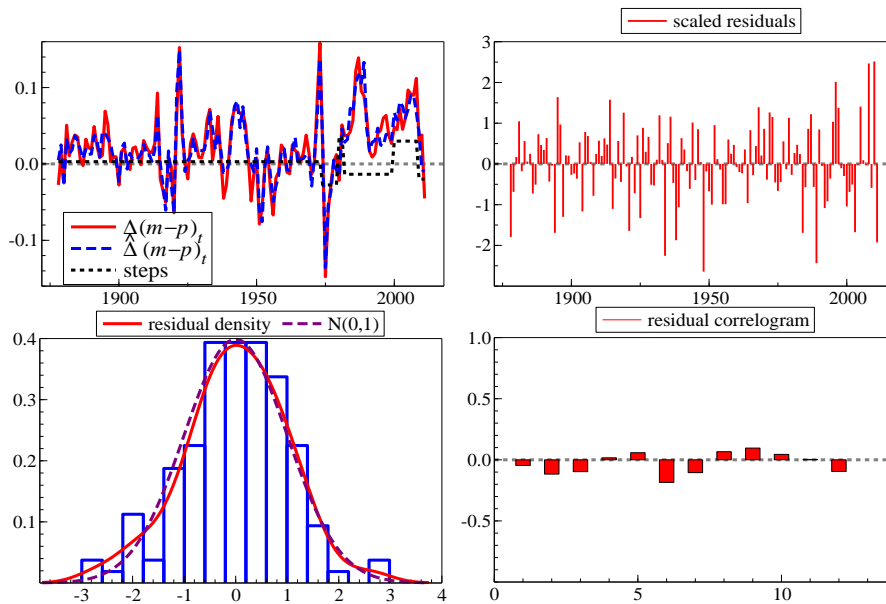 scaled residuals
0.1
0.0
-0.1
Δ(m−p)t
Δ̂(m−p)t
steps
1900 1950 2000
3
2
1
0
-1
-2
1900 1950 2000
residual density N(0,1)
0.4
0.3
0.2
0.1
-3 -2 -1 0 1 2 3 4
residual correlogram
1.0
0.5
0.0
-0.5
0 5 10